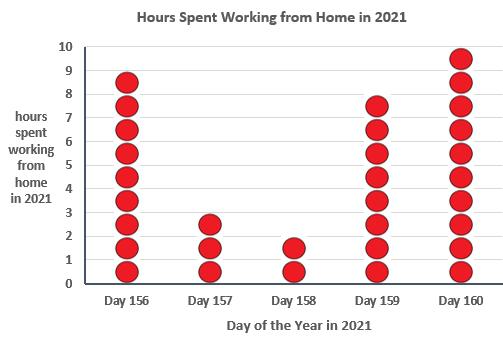 Hours Spent Working from Home in 2021
10
9
8
7
6
5
4
3
2
1
0
hours
spent
working
from
home
in 2021
Day 156 Day 157 Day 158 Day 159 Day 160
Day of the Year in 2021